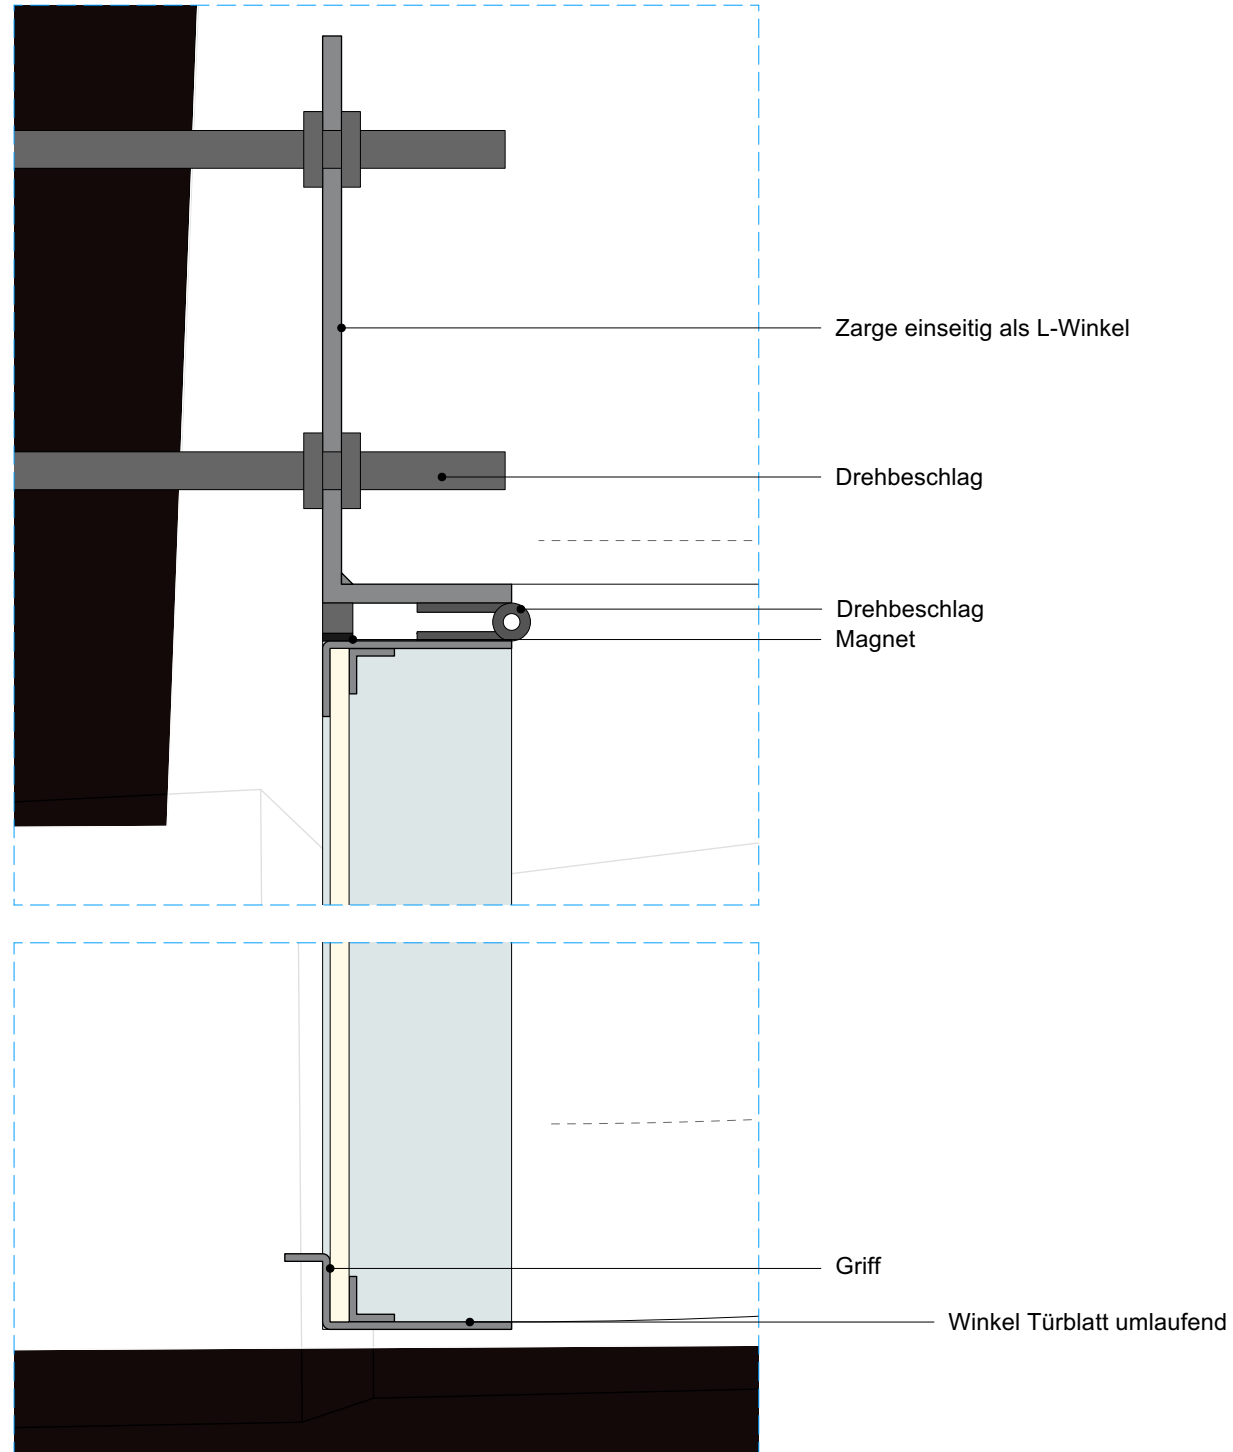 Zarge einseitig als L-Winkel
Drehbeschlag
Drehbeschlag
Magnet
Griff
Winkel Türblatt umlaufend